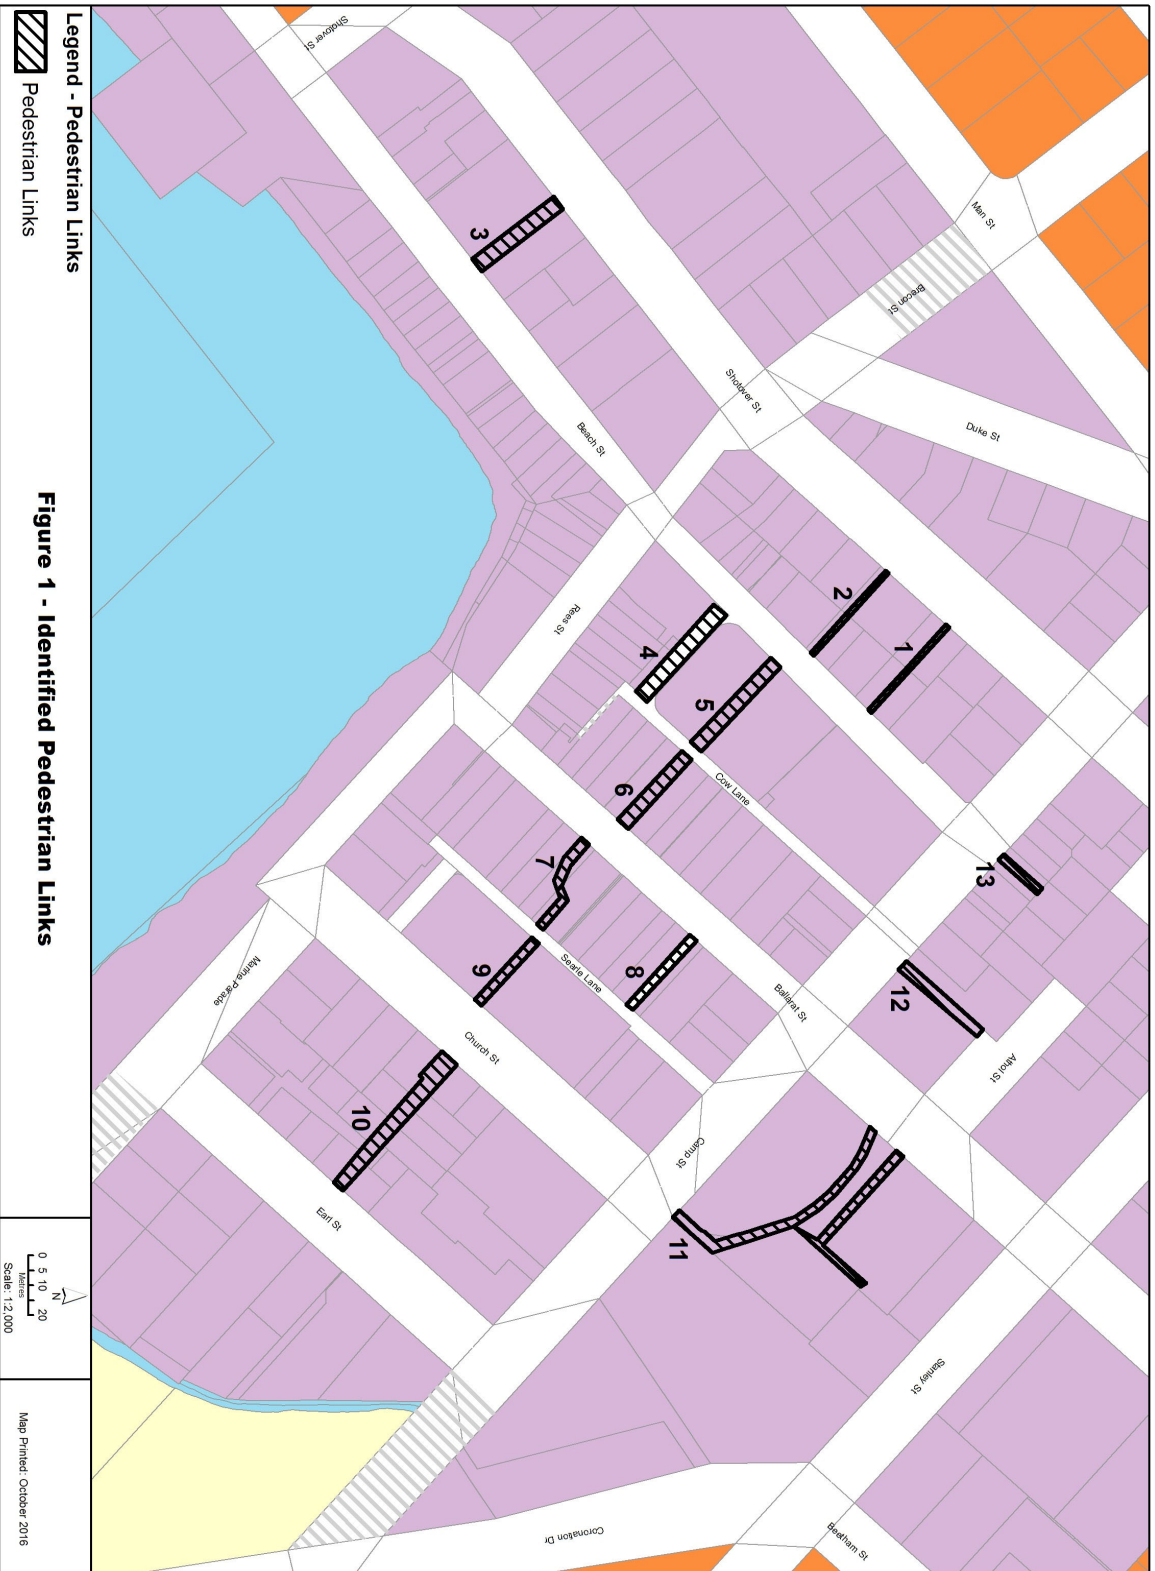 Shotover St
Man St
Brecon St
Shotover St
Duke St
Beach St
Rees St
Cow Lane
Searle Lane
Ballarat St
Athol St
Church St
Marine Parade
Camp St
Earl St
Stanley St
Coronation Dr
Beetham St
3
2
1
4
5
6
7
8
9
10
11
12
13
Legend - Pedestrian Links
Pedestrian Links
Figure 1 - Identified Pedestrian Links
N
0 5 10 20
Metres
Scale: 1:2,000
Map Printed: October 2016